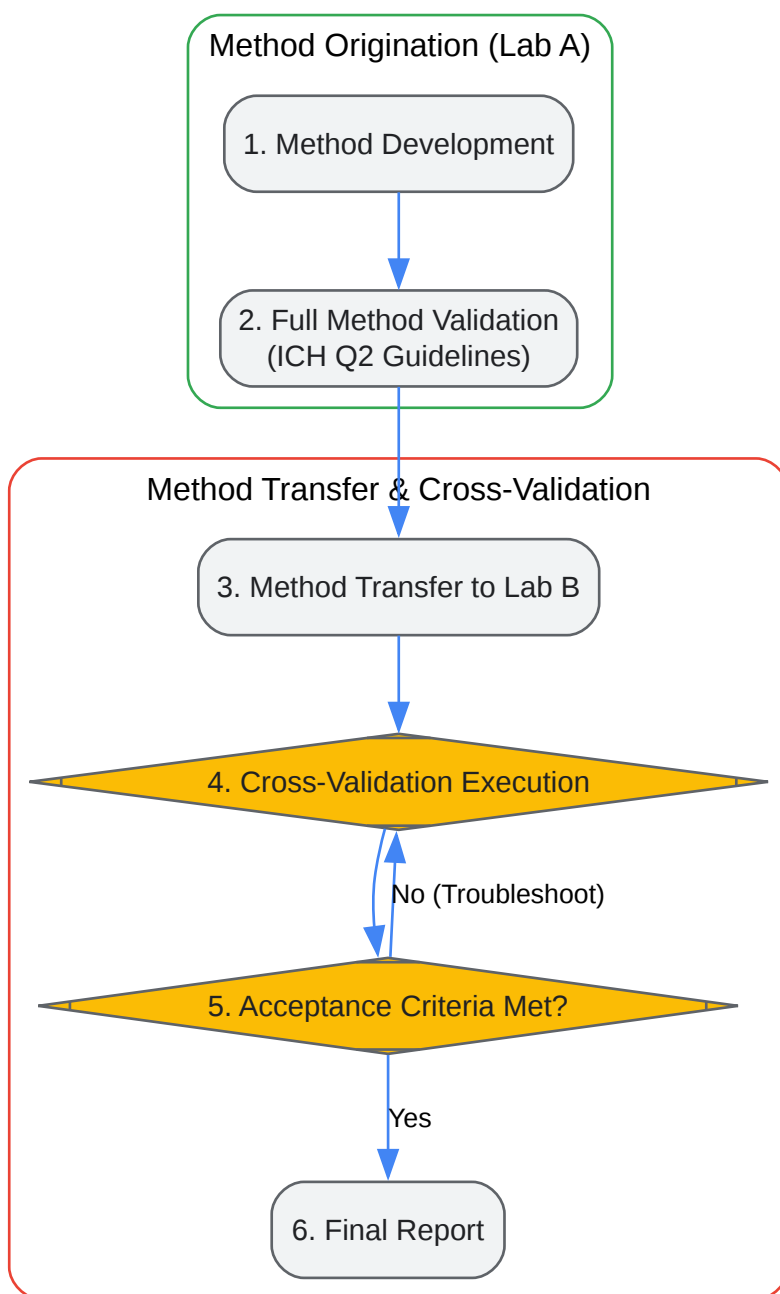 Method Origination (Lab A)
1. Method Development
2. Full Method Validation
(ICH Q2 Guidelines)
Method Transfer & Cross-Validation
3. Method Transfer to Lab B
4. Cross-Validation Execution
No (Troubleshoot)
5. Acceptance Criteria Met?
Yes
6. Final Report